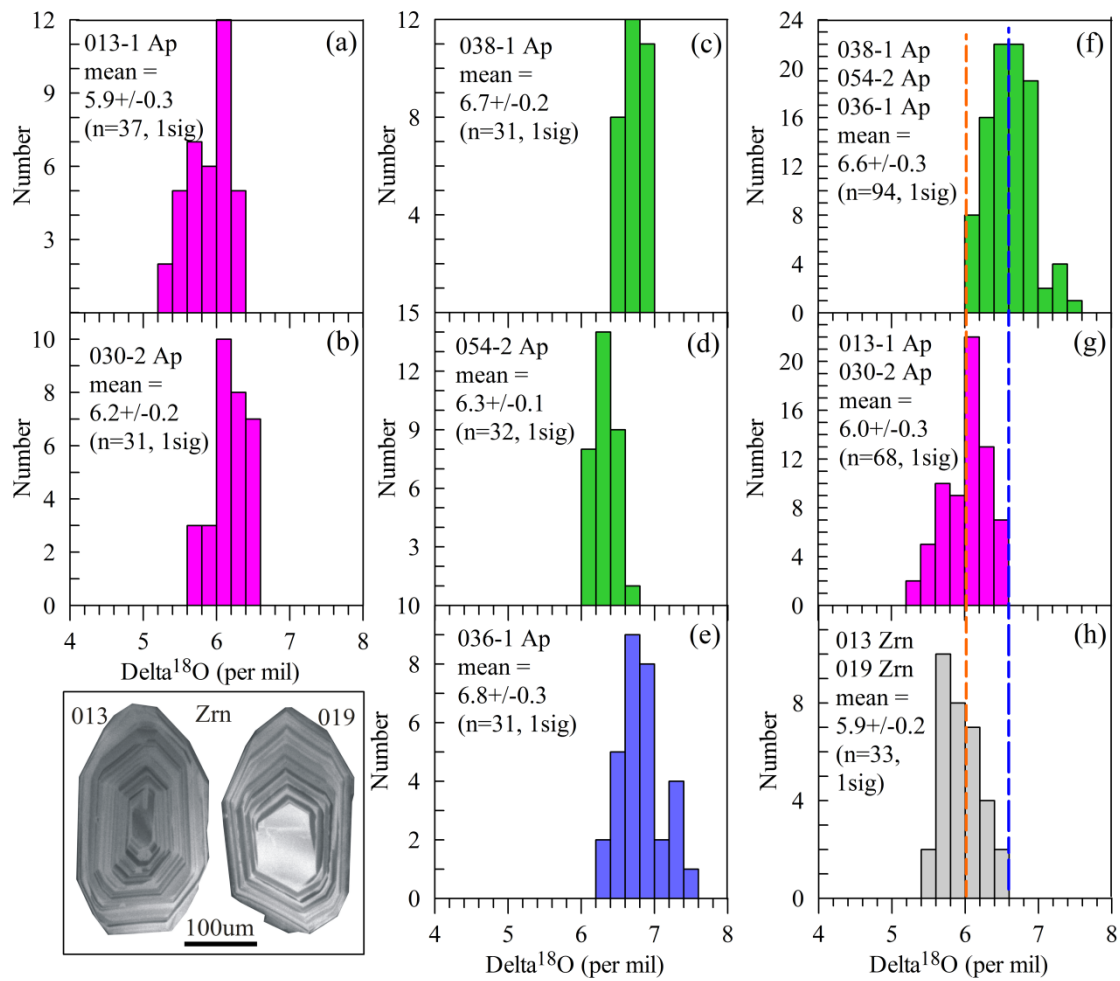 (a)
013-1 Ap
mean =
5.9+/-0.3
(n=37, 1sig)
Number
12
9
6
3
(b)
030-2 Ap
mean =
6.2+/-0.2
(n=31, 1sig)
Number
10
8
6
4
2
0
4 5 6 7 8
Delta18O (per mil)
013 Zrn 019
100um
(c)
038-1 Ap
mean =
6.7+/-0.2
(n=31, 1sig)
Number
12
8
4
15
(d)
054-2 Ap
mean =
6.3+/-0.1
(n=32, 1sig)
Number
12
9
6
3
10
(e)
036-1 Ap
mean =
6.8+/-0.3
(n=31, 1sig)
Number
8
6
4
2
0
4 5 6 7 8
Delta18O (per mil)
(f)
038-1 Ap
054-2 Ap
036-1 Ap
mean =
6.6+/-0.3
(n=94, 1sig)
Number
24
20
16
12
8
4
0
(g)
013-1 Ap
030-2 Ap
mean =
6.0+/-0.3
(n=68, 1sig)
Number
20
16
12
8
4
0
(h)
013 Zrn
019 Zrn
mean =
5.9+/-0.2
(n=33,
1sig)
Number
8
4
0
4 5 6 7 8
Delta18O (per mil)